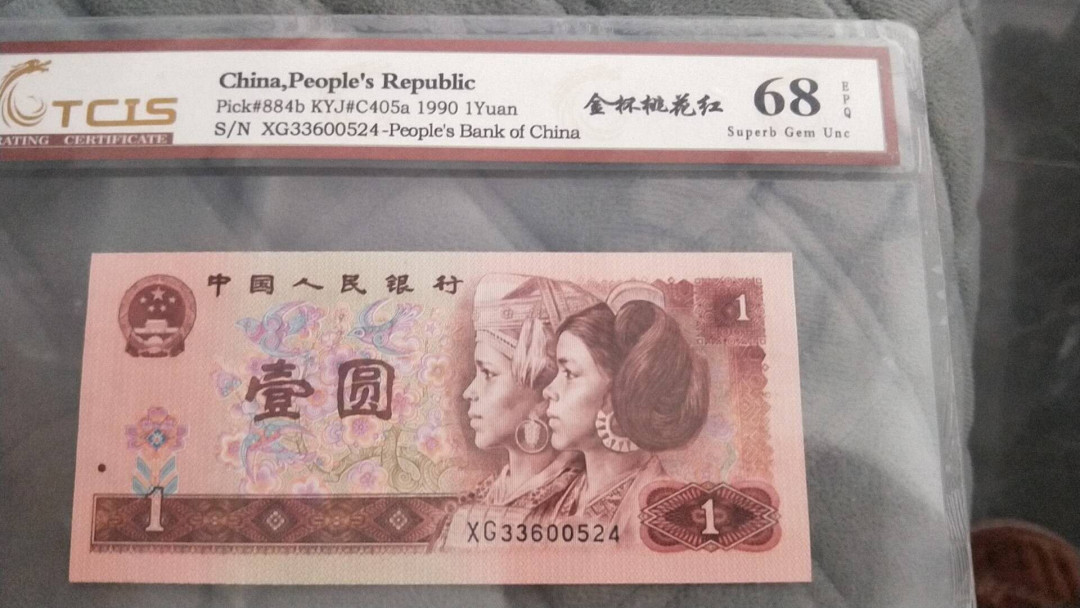 TCIS
RATING CERTIFICATE
China,People's Republic
Pick#884b KYJ#C405a 1990 1Yuan
S/N XG33600524-People's Bank of China
金杯桃花红
68
EPQ
Superb Gem Unc
中国人民银行
1
壹圆
1
XG33600524
1